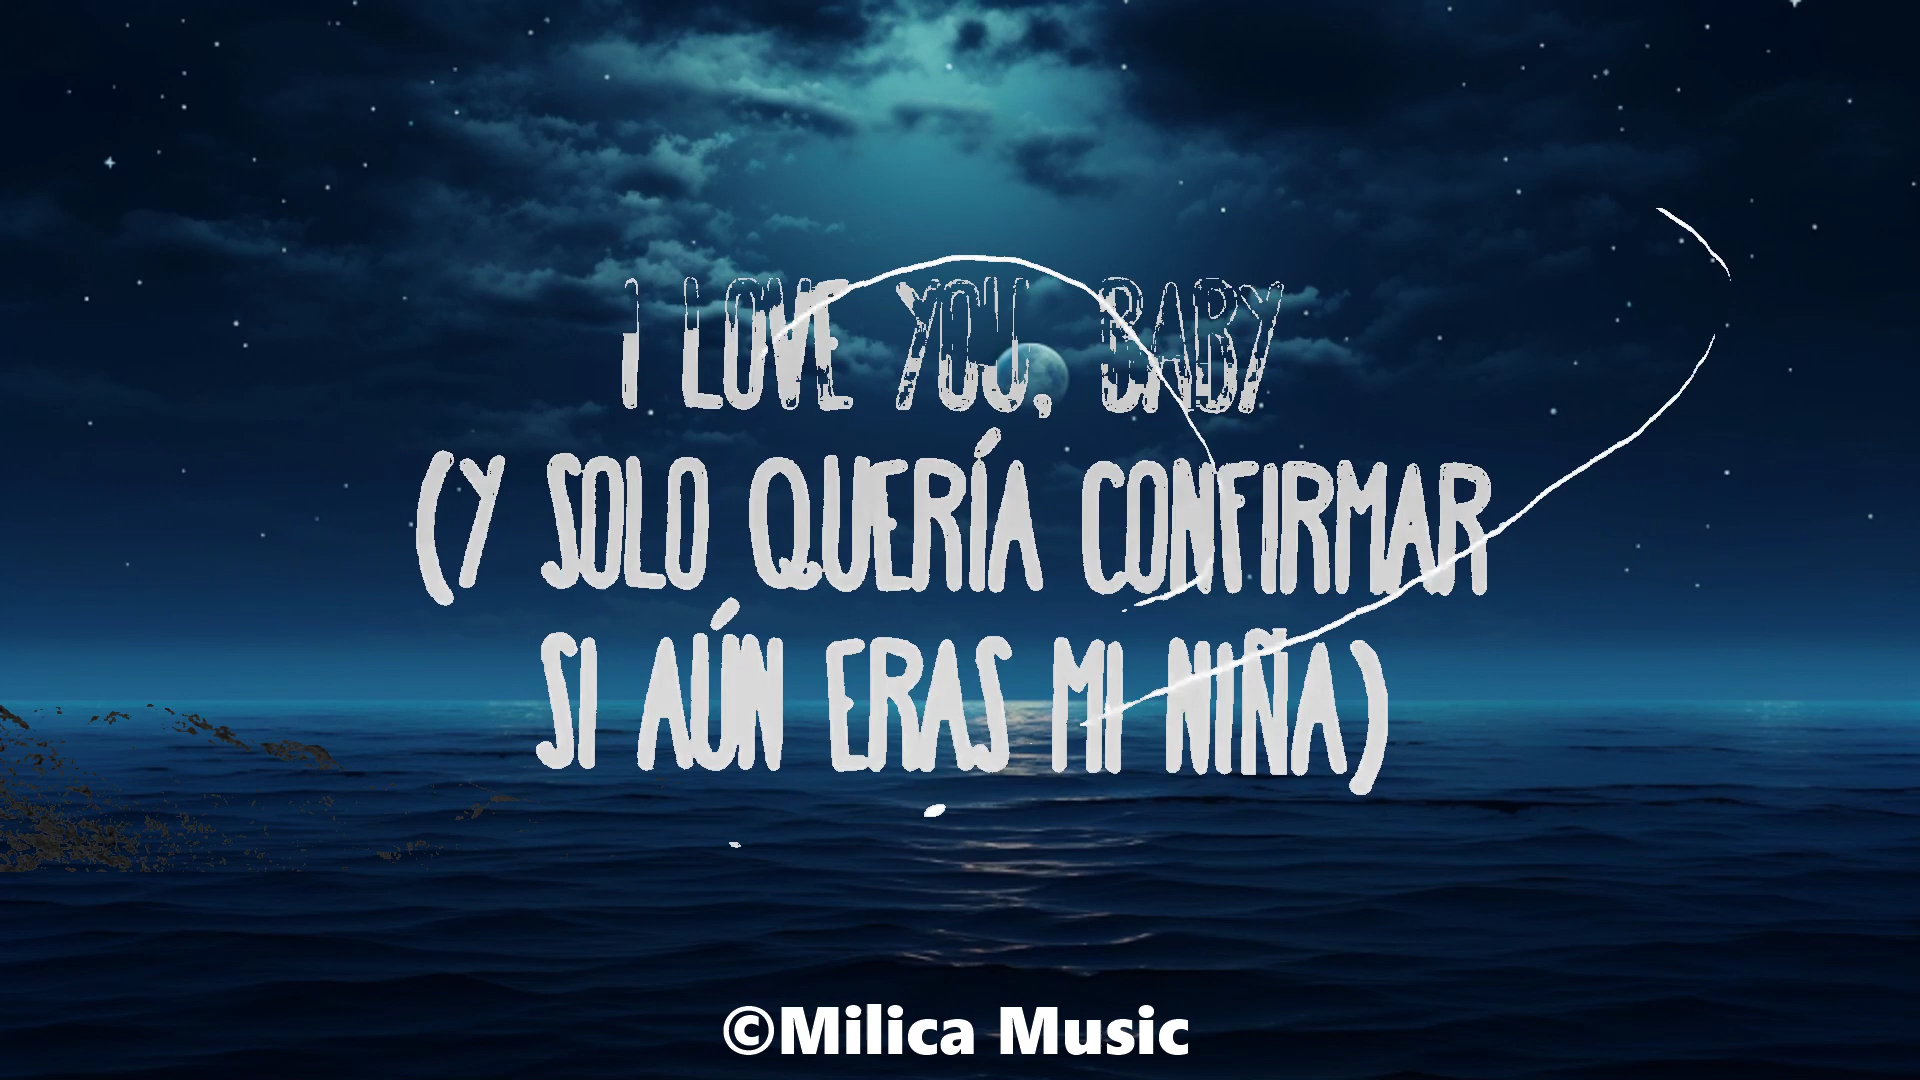 I LOVE YOU, BABY
(Y SOLO QUERÍA CONFIRMAR
SI AÚN ERAS MI NIÑA)
©Milica Music